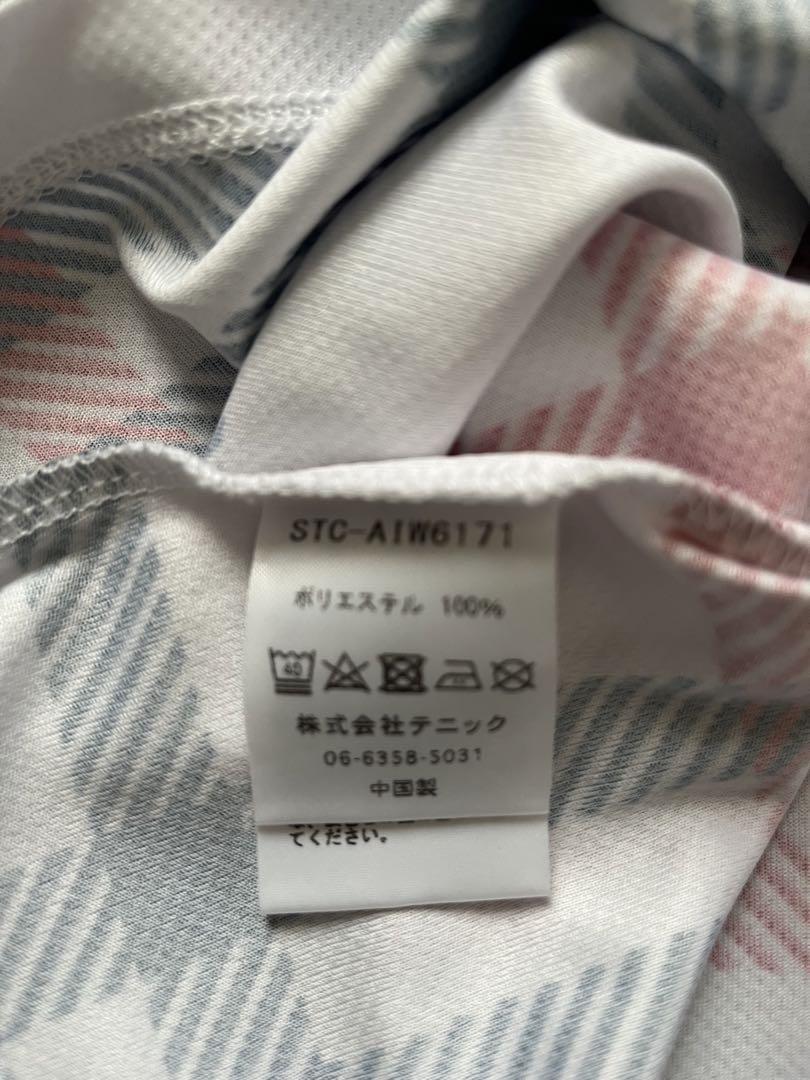 STC-AIW6171
ポリエステル 100%
40
株式会社テニック
06-6358-5031
中国製
てください。